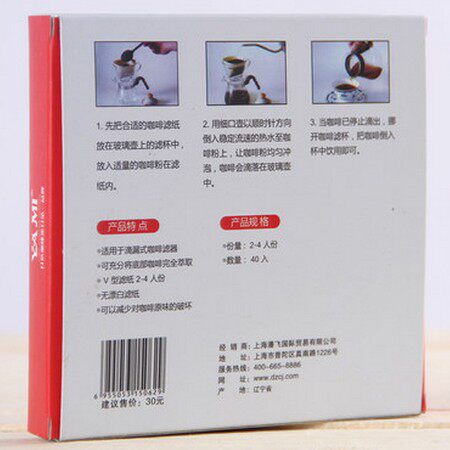 1. 先把合适的咖啡滤纸
放在玻璃壶上的滤杯中，
放入适量的咖啡粉在滤
纸内。
2. 用细口壶以顺时针方向
倒入稳定流速的热水至咖
啡粉上，让咖啡粉均匀冲
泡，咖啡会滴落在玻璃壶
中。
3. 当咖啡已停止滴出，挪
开咖啡滤杯，把咖啡倒入
杯中饮用即可。
产品特点
●适用于滴漏式咖啡滤器
●可充分将底部咖啡完全萃取
●V 型滤纸 2-4 人份
●无漂白滤纸
●可以减少对咖啡原味的破坏
产品规格
●份量：2-4 人份
●数量：40 入
经 销 商：上海潘飞国际贸易有限公司
地 址：上海市普陀区真南路1226号
服务热线：400-665-8886
网 址：www.dzcj.com
产 地：辽宁省
6 955053 150629
建议售价：30元
YA MI